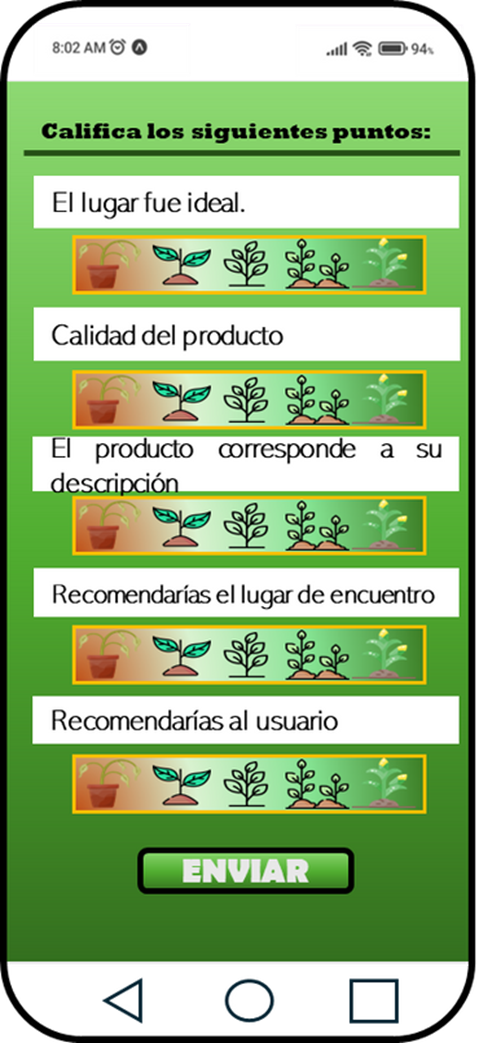 8:02 AM
94%
Califica los siguientes puntos:
El lugar fue ideal.
Calidad del producto
El producto corresponde a su
descripción
Recomendarías el lugar de encuentro
Recomendarías al usuario
ENVIAR